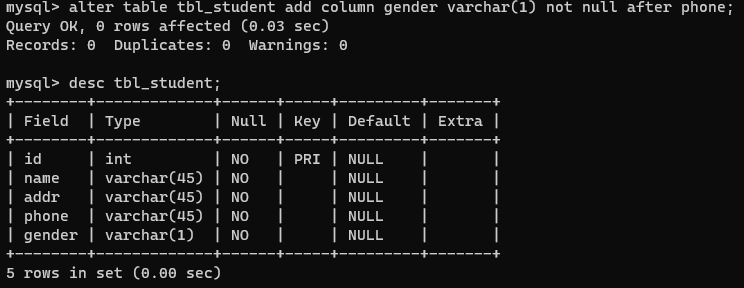 mysql> alter table tbl_student add column gender varchar(1) not null after phone;
Query OK, 0 rows affected (0.03 sec)
Records: 0  Duplicates: 0  Warnings: 0

mysql> desc tbl_student;
+--------+-------------+------+-----+---------+-------+
| Field  | Type        | Null | Key | Default | Extra |
+--------+-------------+------+-----+---------+-------+
| id     | int         | NO   | PRI | NULL    |       |
| name   | varchar(45) | NO   |     | NULL    |       |
| addr   | varchar(45) | NO   |     | NULL    |       |
| phone  | varchar(45) | NO   |     | NULL    |       |
| gender | varchar(1)  | NO   |     | NULL    |       |
+--------+-------------+------+-----+---------+-------+
5 rows in set (0.00 sec)